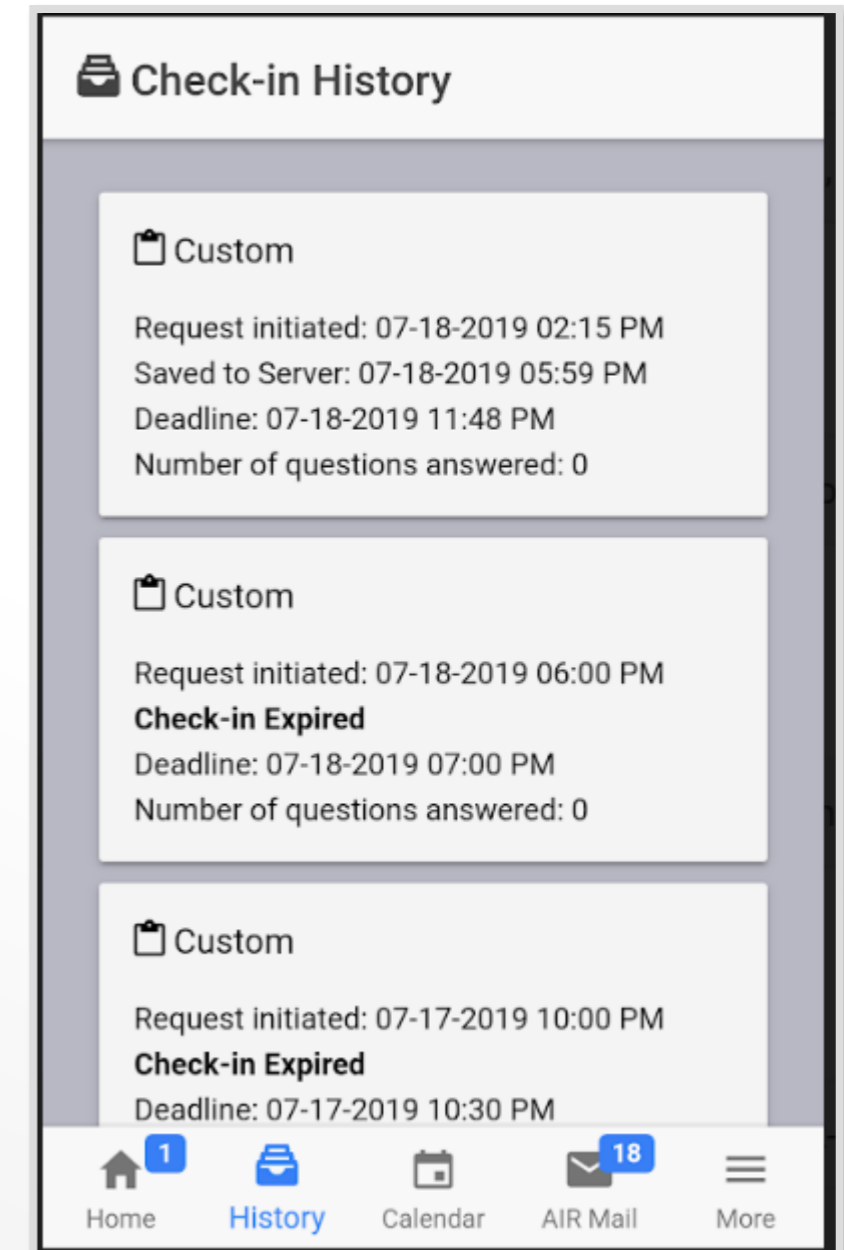 Check-in History
Custom
Request initiated: 07-18-2019 02:15 PM
Saved to Server: 07-18-2019 05:59 PM
Deadline: 07-18-2019 11:48 PM
Number of questions answered: 0
Custom
Request initiated: 07-18-2019 06:00 PM
Check-in Expired
Deadline: 07-18-2019 07:00 PM
Number of questions answered: 0
Custom
Request initiated: 07-17-2019 10:00 PM
Check-in Expired
Deadline: 07-17-2019 10:30 PM
1 18
Home History Calendar AIR Mail More